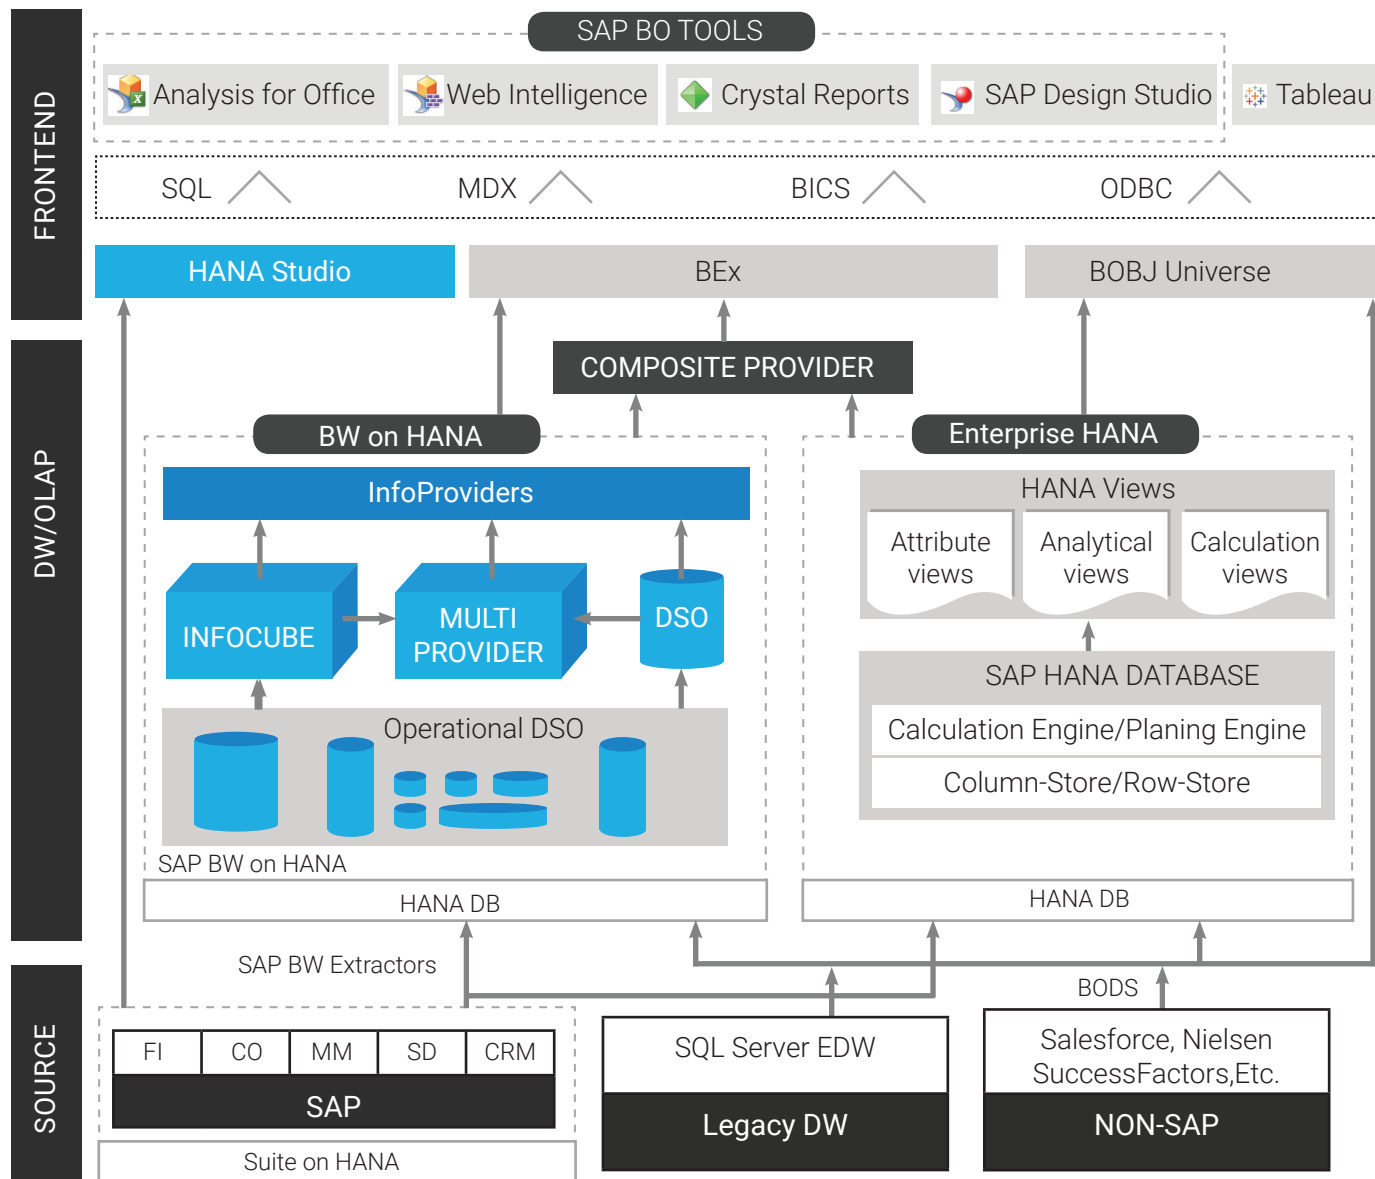 FRONTEND
SAP BO TOOLS
Analysis for Office
Web Intelligence
Crystal Reports
SAP Design Studio
Tableau
SQL
MDX
BICS
ODBC
HANA Studio
BEx
BOBJ Universe
DW/OLAP
COMPOSITE PROVIDER
BW on HANA
InfoProviders
INFOCUBE
MULTI
PROVIDER
DSO
Operational DSO
SAP BW on HANA
HANA DB
Enterprise HANA
HANA Views
Attribute
views
Analytical
views
Calculation
views
SAP HANA DATABASE
Calculation Engine/Planing Engine
Column-Store/Row-Store
HANA DB
SOURCE
SAP BW Extractors
BODS
FI
CO
MM
SD
CRM
SAP
Suite on HANA
SQL Server EDW
Legacy DW
Salesforce, Nielsen
SuccessFactors,Etc.
NON-SAP